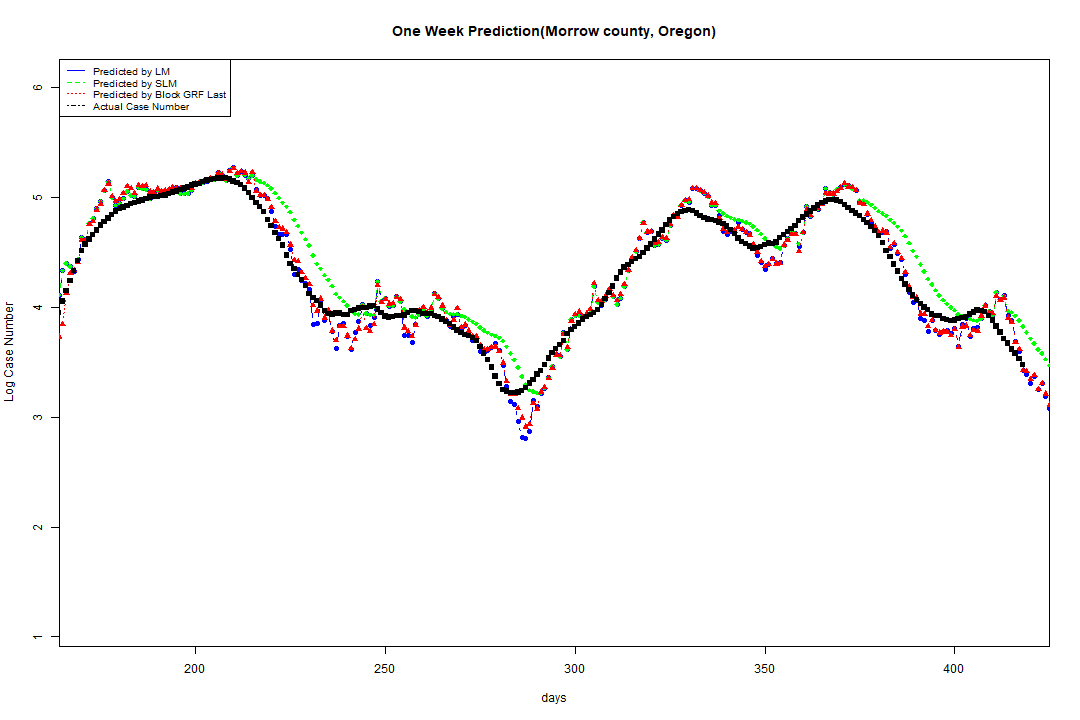 One Week Prediction(Morrow county, Oregon)
Predicted by LM
Predicted by SLM
Predicted by Block GRF Last
Actual Case Number
6
5
4
3
2
1
Log Case Number
200 250 300 350 400
days